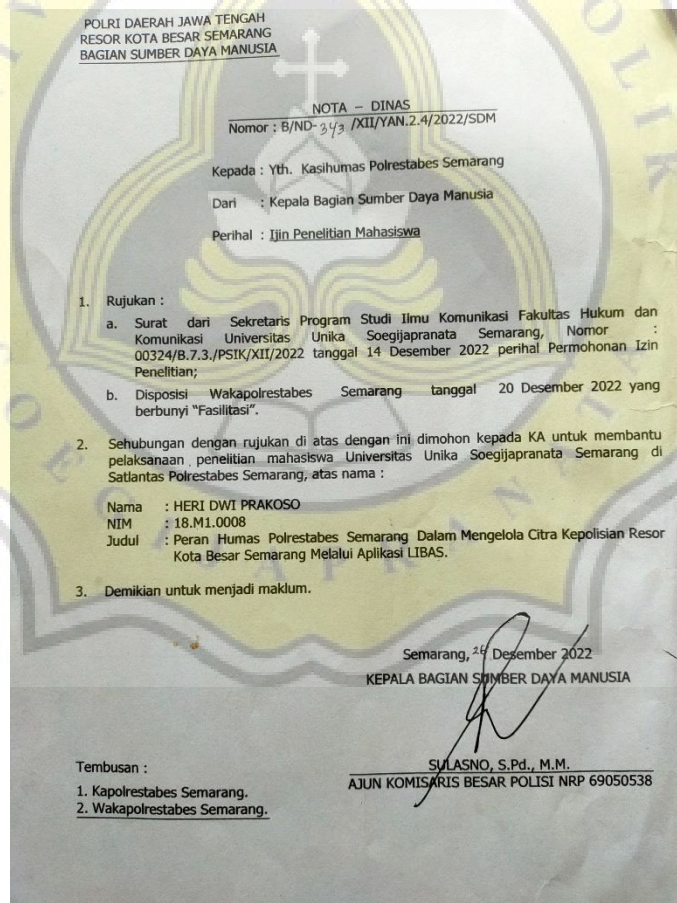 POLRI DAERAH JAWA TENGAH
RESOR KOTA BESAR SEMARANG
BAGIAN SUMBER DAYA MANUSIA
NOTA – DINAS
Nomor : B/ND-343/XII/YAN.2.4/2022/SDM
Kepada : Yth. Kasihumas Polrestabes Semarang
Dari : Kepala Bagian Sumber Daya Manusia
Perihal : Ijin Penelitian Mahasiswa
1. Rujukan :
a. Surat dari Sekretaris Program Studi Ilmu Komunikasi Fakultas Hukum dan
Komunikasi Universitas Unika Soegijapranata Semarang, Nomor :
00324/B.7.3./PSIK/XII/2022 tanggal 14 Desember 2022 perihal Permohonan Izin
Penelitian;
b. Disposisi Wakapolrestabes Semarang tanggal 20 Desember 2022 yang
berbunyi "Fasilitasi".
2. Sehubungan dengan rujukan di atas dengan ini dimohon kepada KA untuk membantu
pelaksanaan penelitian mahasiswa Universitas Unika Soegijapranata Semarang di
Satlantas Polrestabes Semarang, atas nama :
Nama : HERI DWI PRAKOSO
NIM : 18.M1.0008
Judul : Peran Humas Polrestabes Semarang Dalam Mengelola Citra Kepolisian Resor
Kota Besar Semarang Melalui Aplikasi LIBAS.
3. Demikian untuk menjadi maklum.
Semarang, 26 Desember 2022
KEPALA BAGIAN SUMBER DAYA MANUSIA
SULASNO, S.Pd., M.M.
AJUN KOMISARIS BESAR POLISI NRP 69050538
Tembusan :
1. Kapolrestabes Semarang.
2. Wakapolrestabes Semarang.